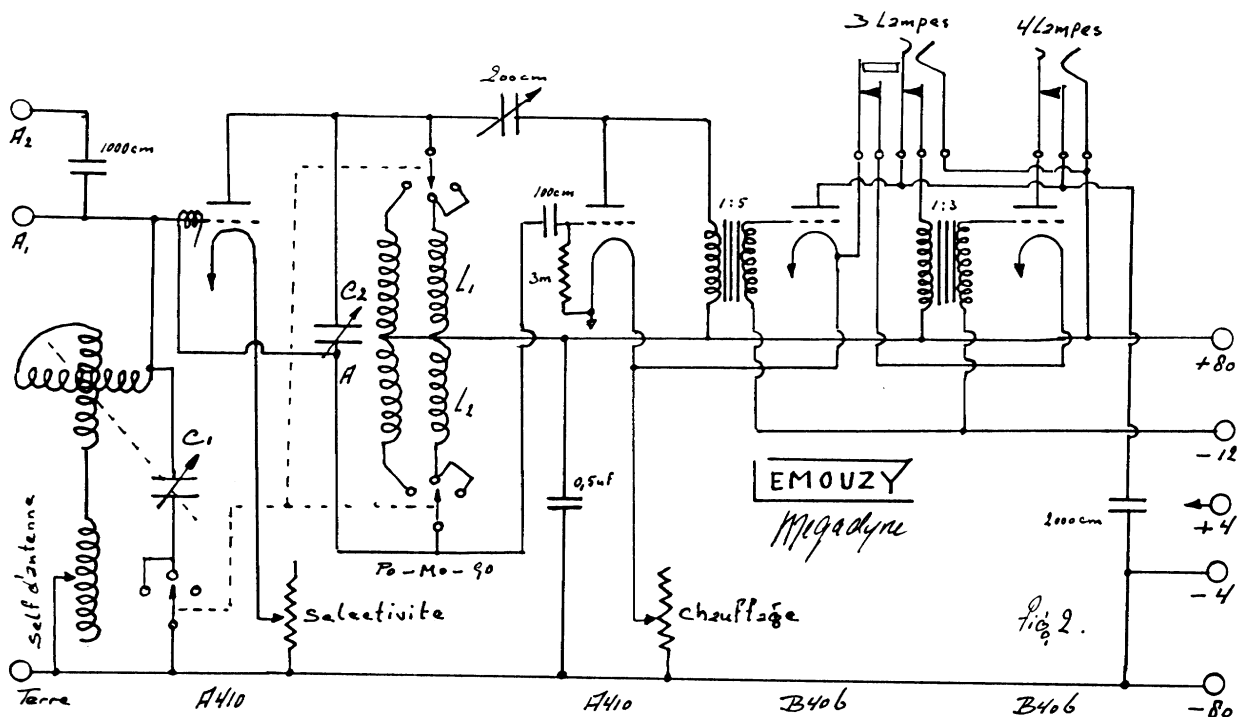 3 Lampes
4 Lampes
200cm
A2
1000cm
A1
100cm
1:5
1:3
3m
C2
L1
A
L2
+80
-12
C1
0,5uf
EMOUZY
Megadyne
2000cm
+4
-4
Self d'antenne
Po-Mo-Go
Selectivite
Chauffage
Fig 2.
Terre
A410
A410
B406
B406
-80